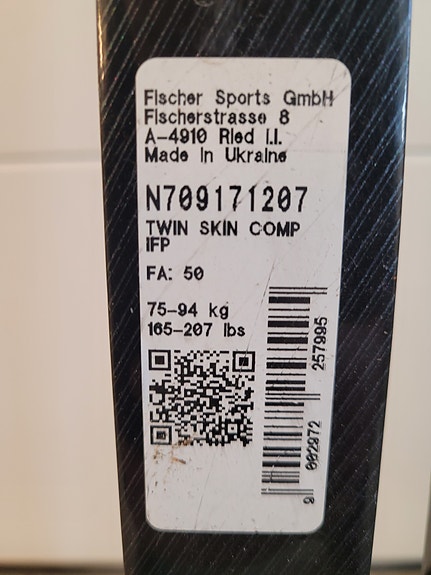 Fischer Sports GmbH
Fischerstrasse 8
A-4910 Ried i.I.
Made in Ukraine
N709171207
TWIN SKIN COMP
IFP
FA: 50
75-94 kg
165-207 lbs
9 002972 257995